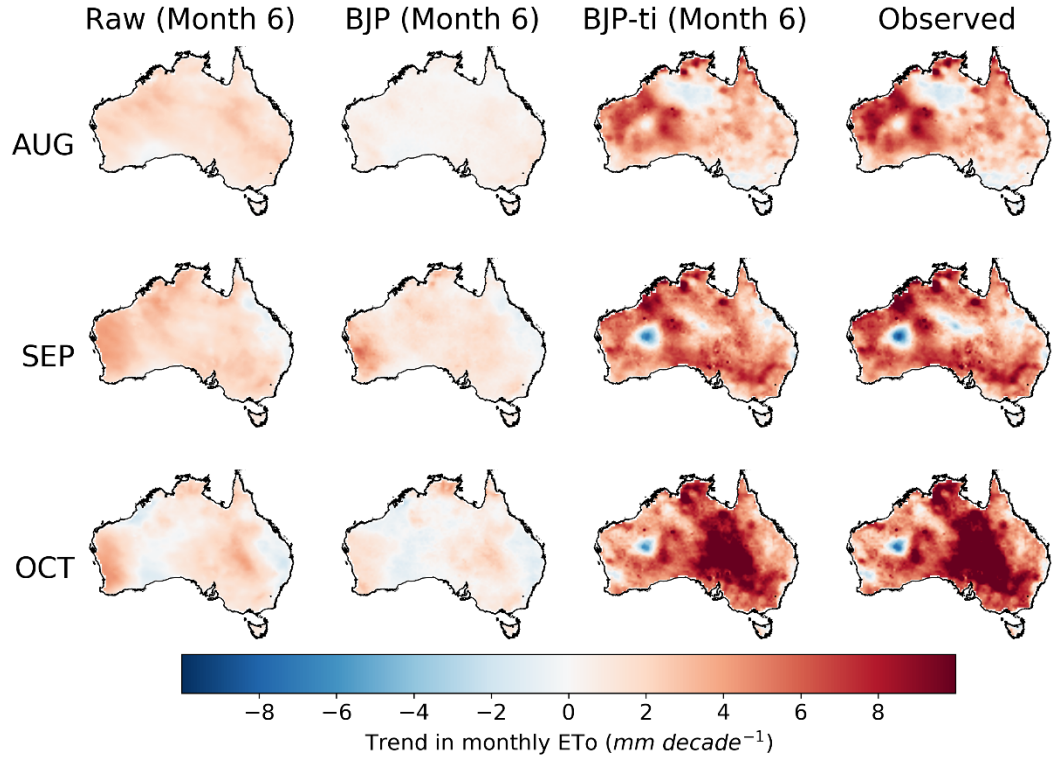 Raw (Month 6) BJP (Month 6) BJP-ti (Month 6) Observed
AUG
SEP
OCT
−8 −6 −4 −2 0 2 4 6 8
Trend in monthly ETo (mm decade⁻¹)